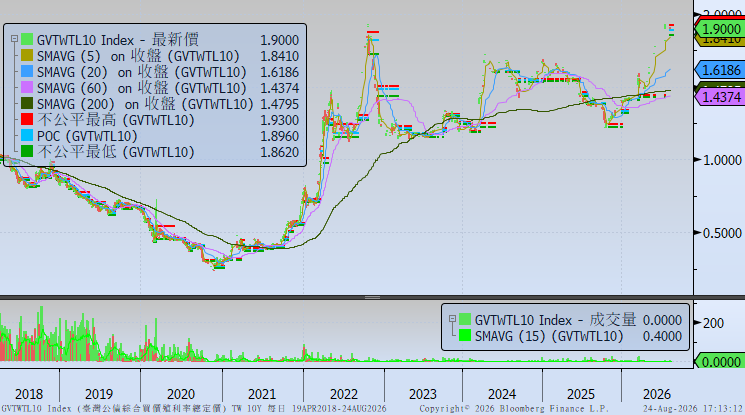 GVTWTL10 Index - 最新價 1.9000
SMAVG (5) on 收盤 (GVTWTL10) 1.8410
SMAVG (20) on 收盤 (GVTWTL10) 1.6186
SMAVG (60) on 收盤 (GVTWTL10) 1.4374
SMAVG (200) on 收盤 (GVTWTL10) 1.4795
不公平最高 (GVTWTL10) 1.9300
POC (GVTWTL10) 1.8960
不公平最低 (GVTWTL10) 1.8620
2.0000
1.9000
1.8410
1.6186
1.4374
1.0000
0.5000
GVTWTL10 Index - 成交量 0.0000
SMAVG (15) (GVTWTL10) 0.4000
200
0.0000
2018 2019 2020 2021 2022 2023 2024 2025 2026
GVTWTL10 Index (臺灣公債綜合買價殖利率總定價) TW 10Y 每日 19APR2018-24AUG2026 Copyright© 2026 Bloomberg Finance L.P. 24-Aug-2026 17:13:12